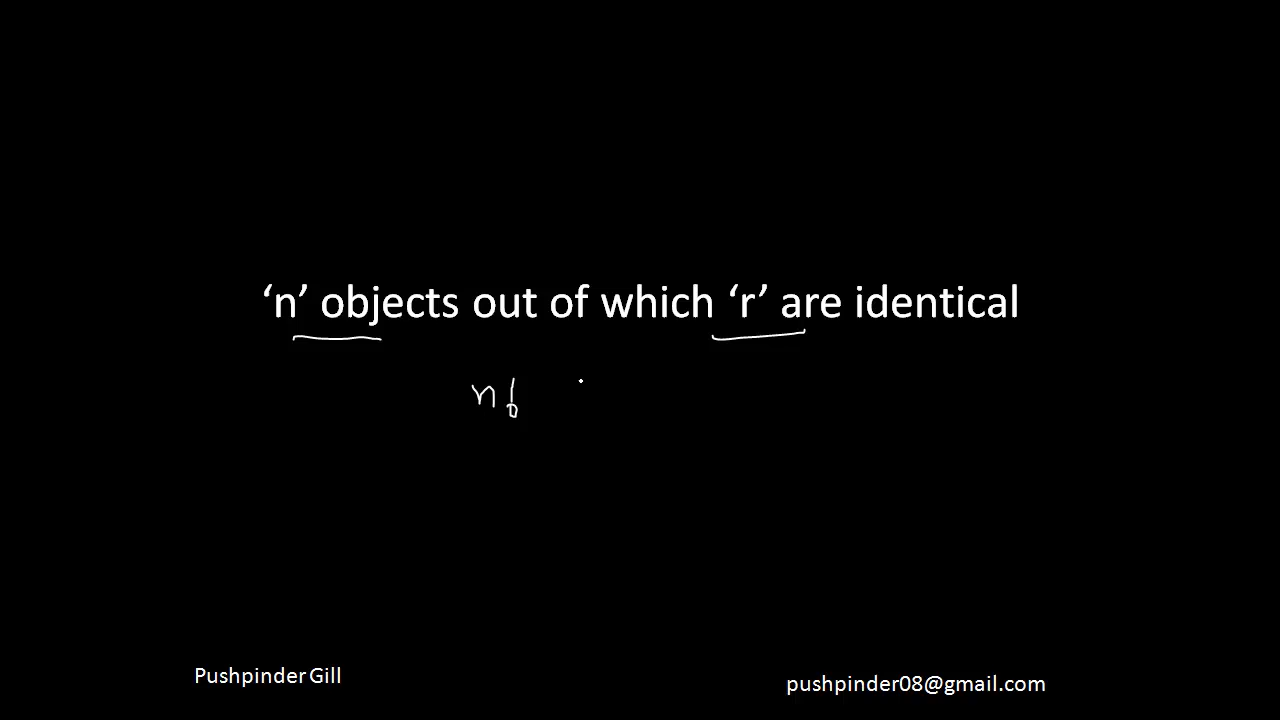 ‘n’ objects out of which ‘r’ are identical
n!
Pushpinder Gill
pushpinder08@gmail.com